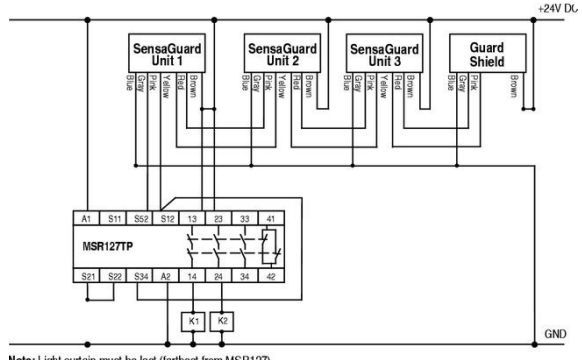 +24V DC
SensaGuard
Unit 1
SensaGuard
Unit 2
SensaGuard
Unit 3
Guard
Shield
Blue
Gray
Pink
Yellow
Red
Brown
Blue
Gray
Pink
Yellow
Red
Brown
Blue
Gray
Pink
Yellow
Red
Brown
Blue
Gray
Pink
Brown
A1 S11 S52 S12 13 23 33 41
MSR127TP
S21 S22 S34 A2 14 24 34 42
K1 K2
GND
Note: Light curtain must be last (farthest from MSR127)